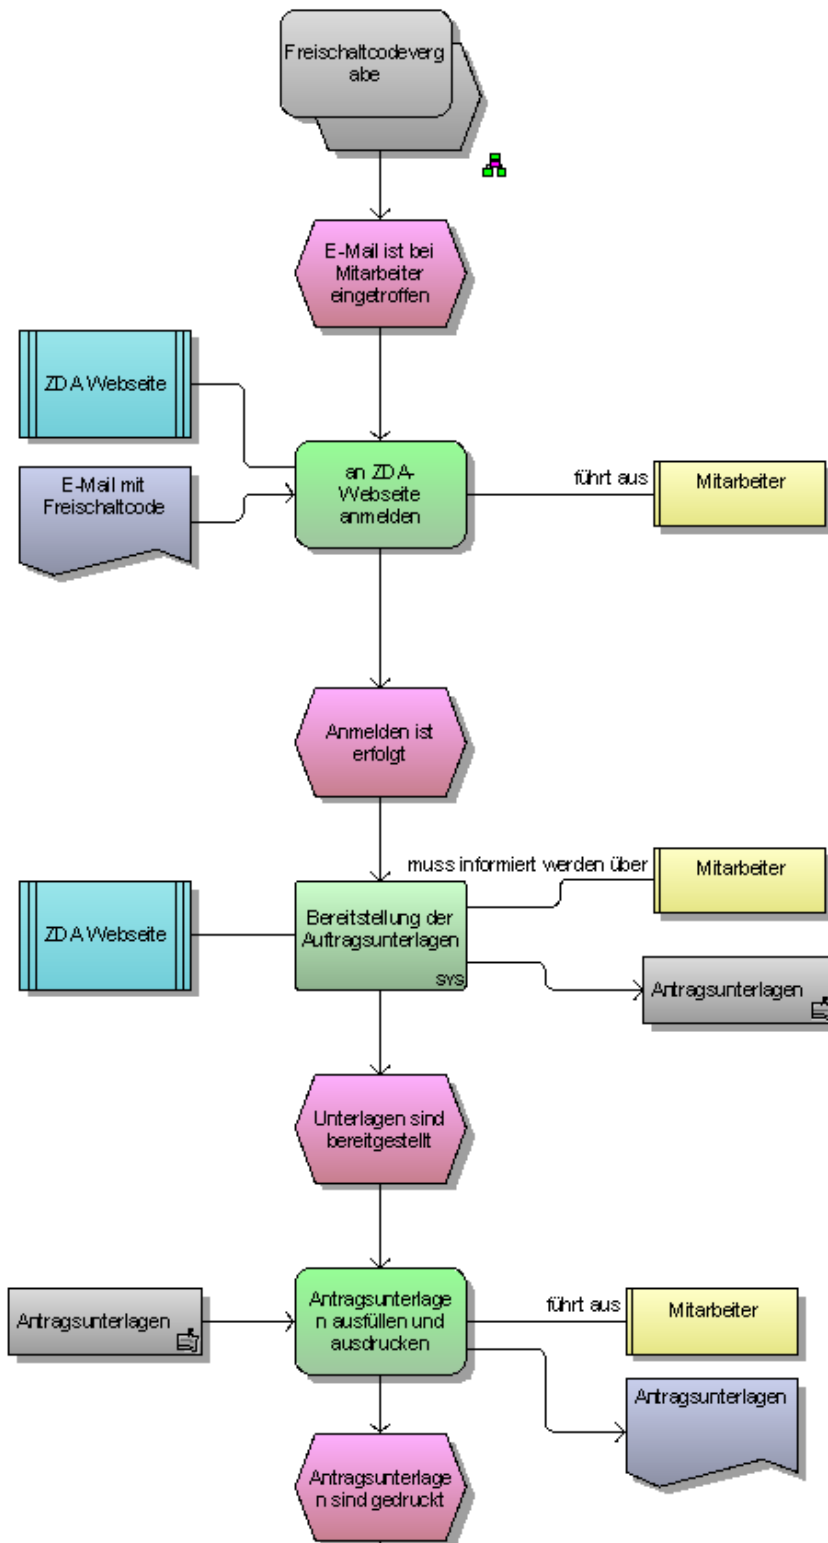 Freischaltcodeverg
abe
E-Mail ist bei
Mitarbeiter
eingetroffen
ZDA Webseite
E-Mail mit
Freischaltcode
an ZDA-
Webseite
anmelden
führt aus
Mitarbeiter
Anmelden ist
erfolgt
muss informiert werden über
Mitarbeiter
ZDA Webseite
Bereitstellung der
Auftragsunterlagen
SYS
Antragsunterlagen
Unterlagen sind
bereitgestellt
Antragsunterlagen
Antragsunterlage
n ausfüllen und
ausdrucken
führt aus
Mitarbeiter
Antragsunterlagen
Antragsunterlage
n sind gedruckt